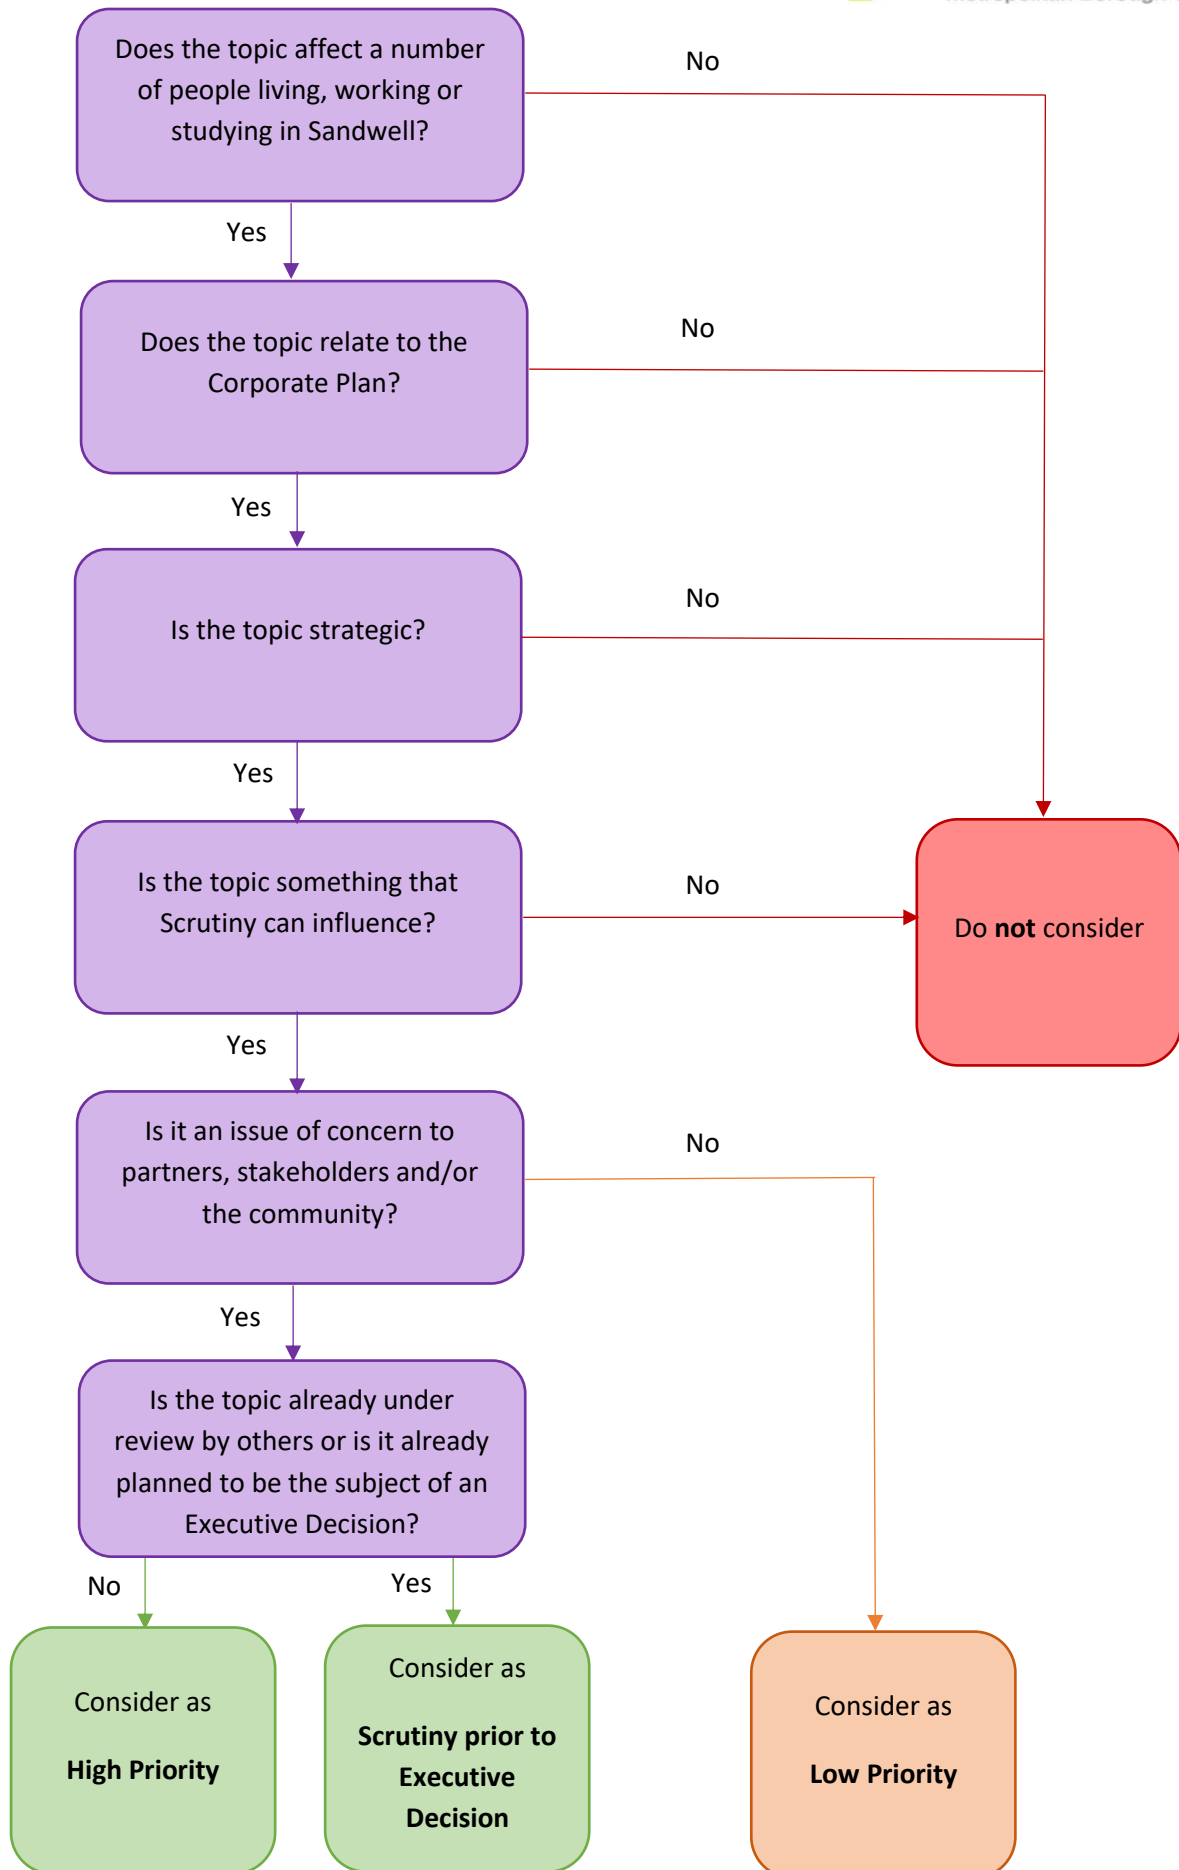 Does the topic affect a number
of people living, working or
studying in Sandwell?
No
Yes
Does the topic relate to the
Corporate Plan?
No
Yes
Is the topic strategic?
No
Yes
Is the topic something that
Scrutiny can influence?
No
Do not consider
Yes
Is it an issue of concern to
partners, stakeholders and/or
the community?
No
Yes
Is the topic already under
review by others or is it already
planned to be the subject of an
Executive Decision?
No
Yes
Consider as
High Priority
Consider as
Scrutiny prior to
Executive
Decision
Consider as
Low Priority